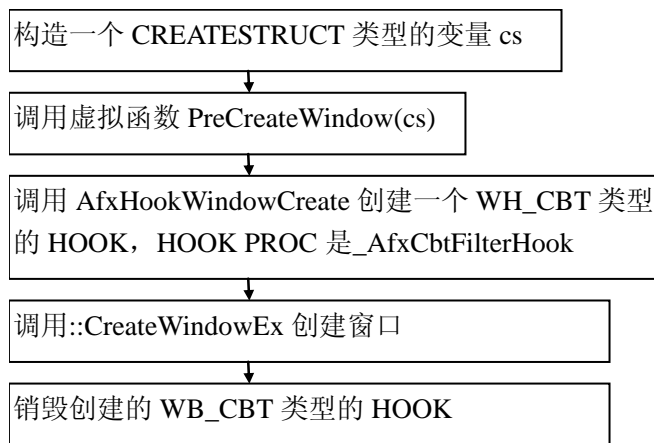 构造一个 CREATESTRUCT 类型的变量 cs
调用虚拟函数 PreCreateWindow(cs)
调用 AfxHookWindowCreate 创建一个 WH_CBT 类型
的 HOOK，HOOK PROC 是_AfxCbtFilterHook
调用::CreateWindowEx 创建窗口
销毁创建的 WB_CBT 类型的 HOOK